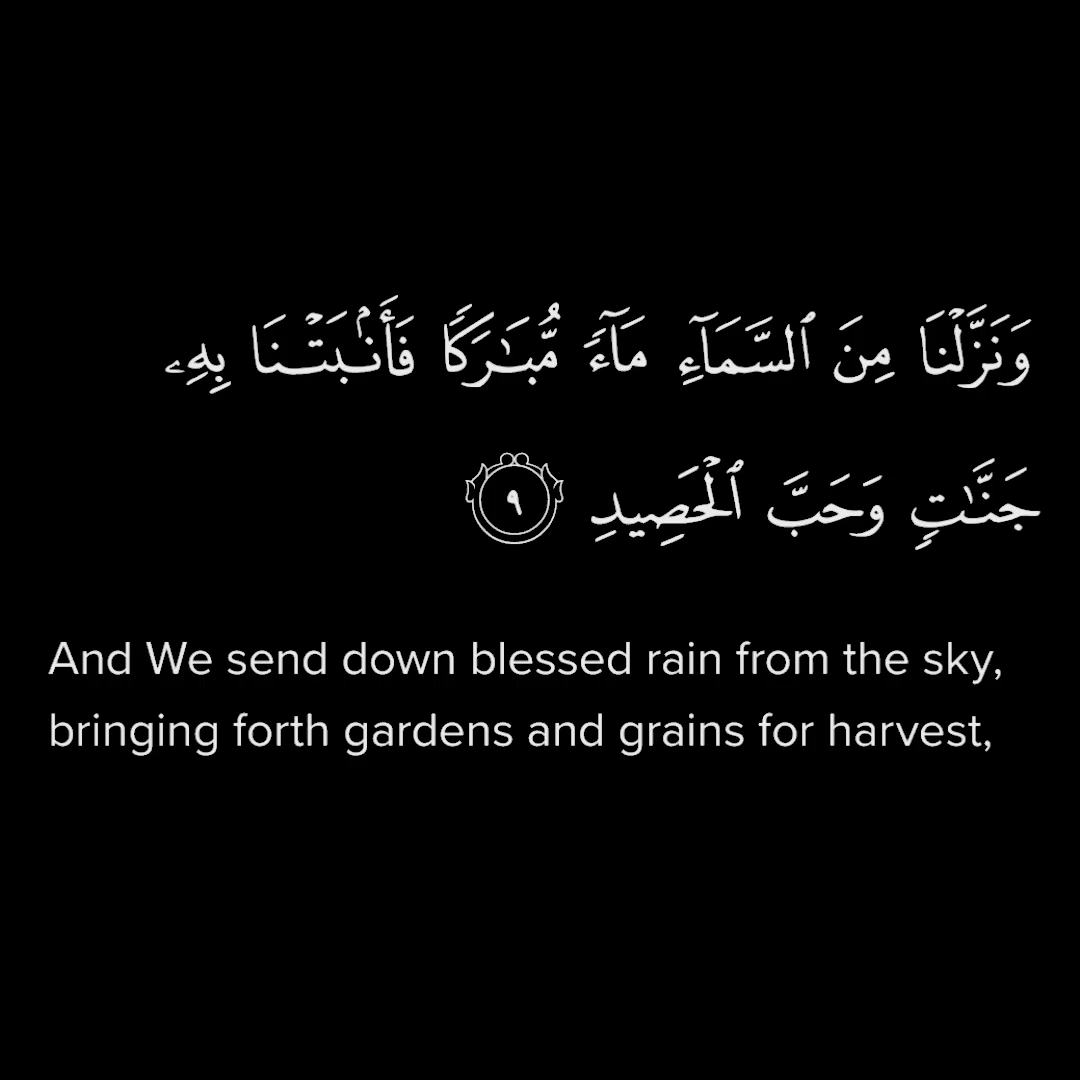 وَنَزَّلْنَا مِنَ ٱلسَّمَآءِ مَآءً مُّبَـٰرَكًا فَأَنۢبَتْنَا بِهِۦ
جَنَّـٰتٍ وَحَبَّ ٱلْحَصِيدِ ٩
And We send down blessed rain from the sky,
bringing forth gardens and grains for harvest,